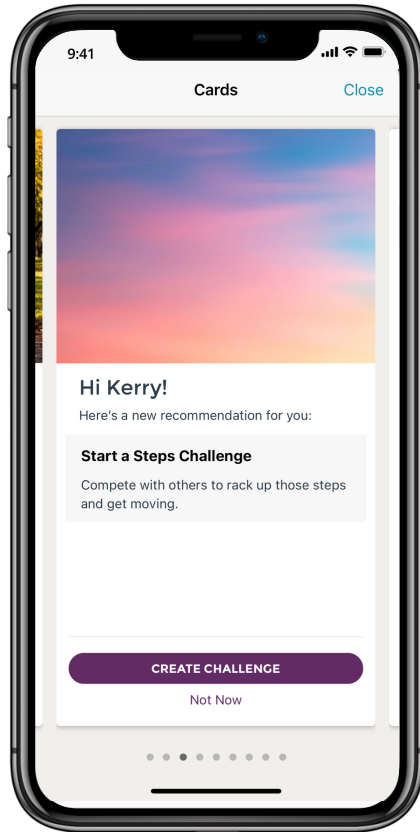 9:41
Cards
Close
Hi Kerry!
Here's a new recommendation for you:
Start a Steps Challenge
Compete with others to rack up those steps
and get moving.
CREATE CHALLENGE
Not Now